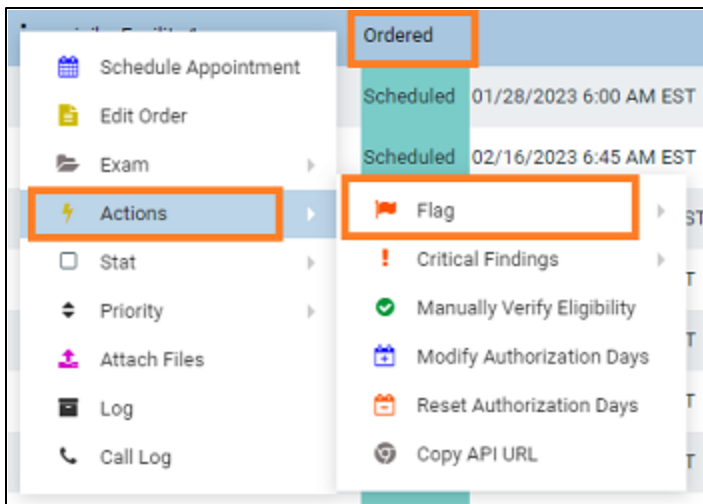 Ordered
Schedule Appointment
Scheduled 01/28/2023 6:00 AM EST
Edit Order
Exam
Scheduled 02/16/2023 6:45 AM EST
Actions
Flag
ST
Stat
Critical Findings
T
Priority
Manually Verify Eligibility
T
Attach Files
Modify Authorization Days
Log
Reset Authorization Days
T
Call Log
Copy API URL
T